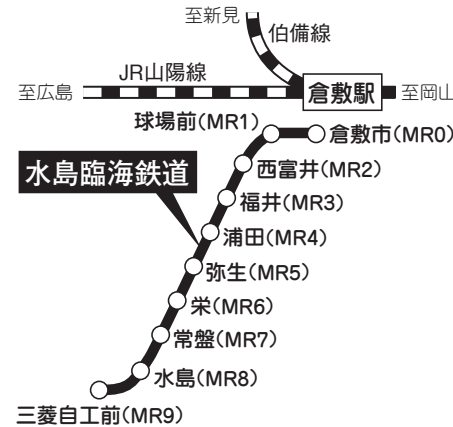 至新見
伯備線
JR山陽線
至広島
倉敷駅
至岡山
球場前(MR1)
倉敷市(MR0)
西富井(MR2)
水島臨海鉄道
福井(MR3)
浦田(MR4)
弥生(MR5)
栄(MR6)
常盤(MR7)
水島(MR8)
三菱自工前(MR9)